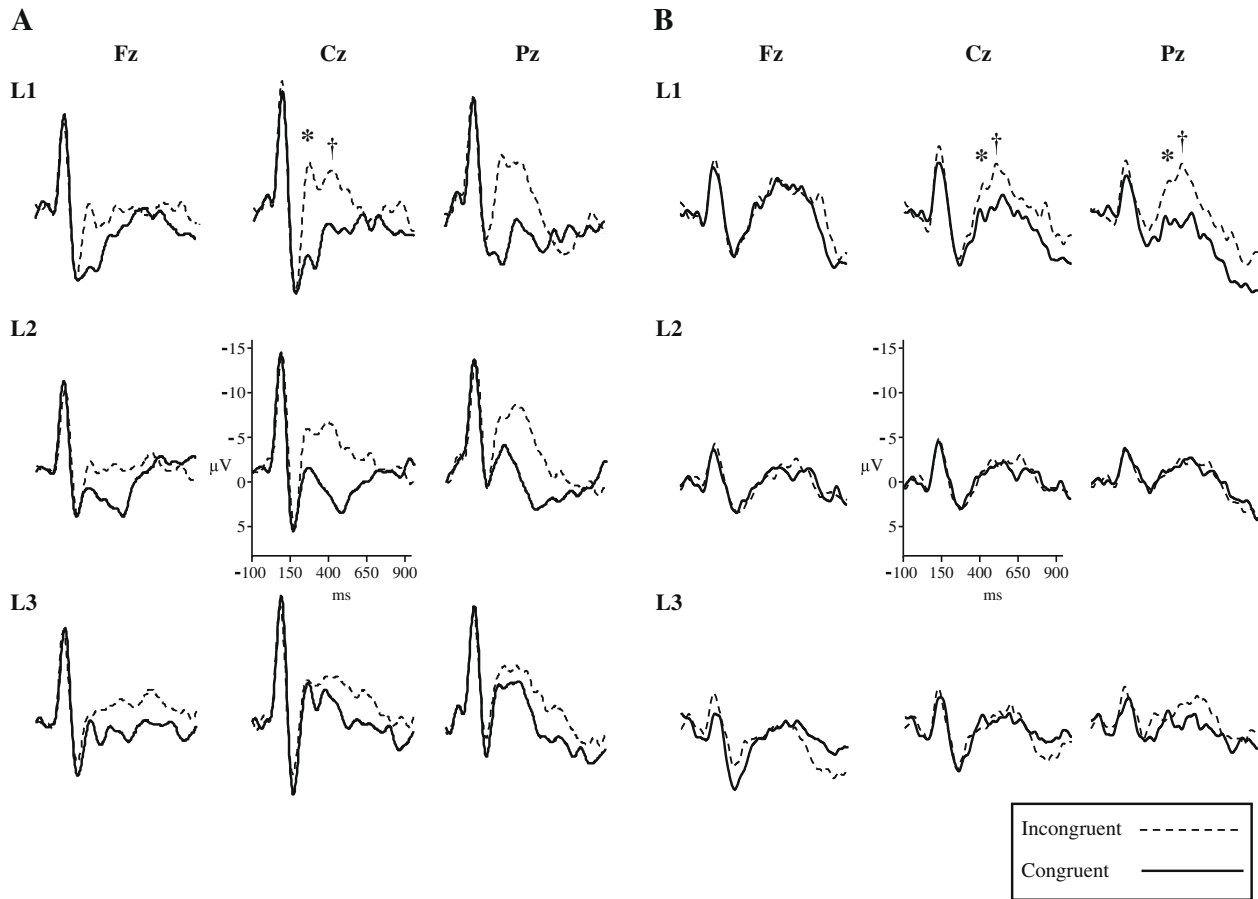 A
B
Fz Cz Pz
Fz Cz Pz
L1
L1
*
†
* † * †
L2
L2
-15
-10
-5
0
5
µV
-100 150 400 650 900
ms
-15
-10
-5
0
5
µV
-100 150 400 650 900
ms
L3
L3
Incongruent
Congruent